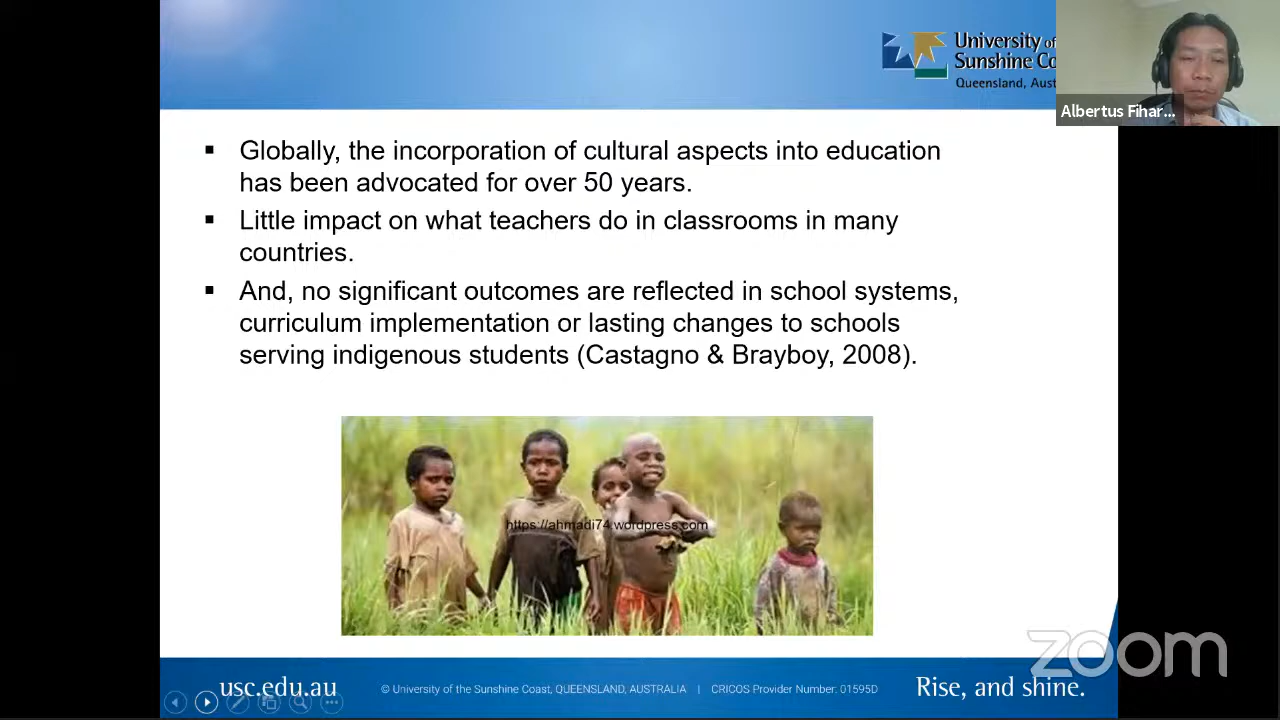 University of
Sunshine Co
Queensland, Aust
Albertus Fihar...
▪ Globally, the incorporation of cultural aspects into education
has been advocated for over 50 years.
▪ Little impact on what teachers do in classrooms in many
countries.
▪ And, no significant outcomes are reflected in school systems,
curriculum implementation or lasting changes to schools
serving indigenous students (Castagno & Brayboy, 2008).
https://ahmadi74.wordpress.com
zoom
usc.edu.au
© University of the Sunshine Coast, QUEENSLAND, AUSTRALIA | CRICOS Provider Number: 01595D
Rise, and shine.